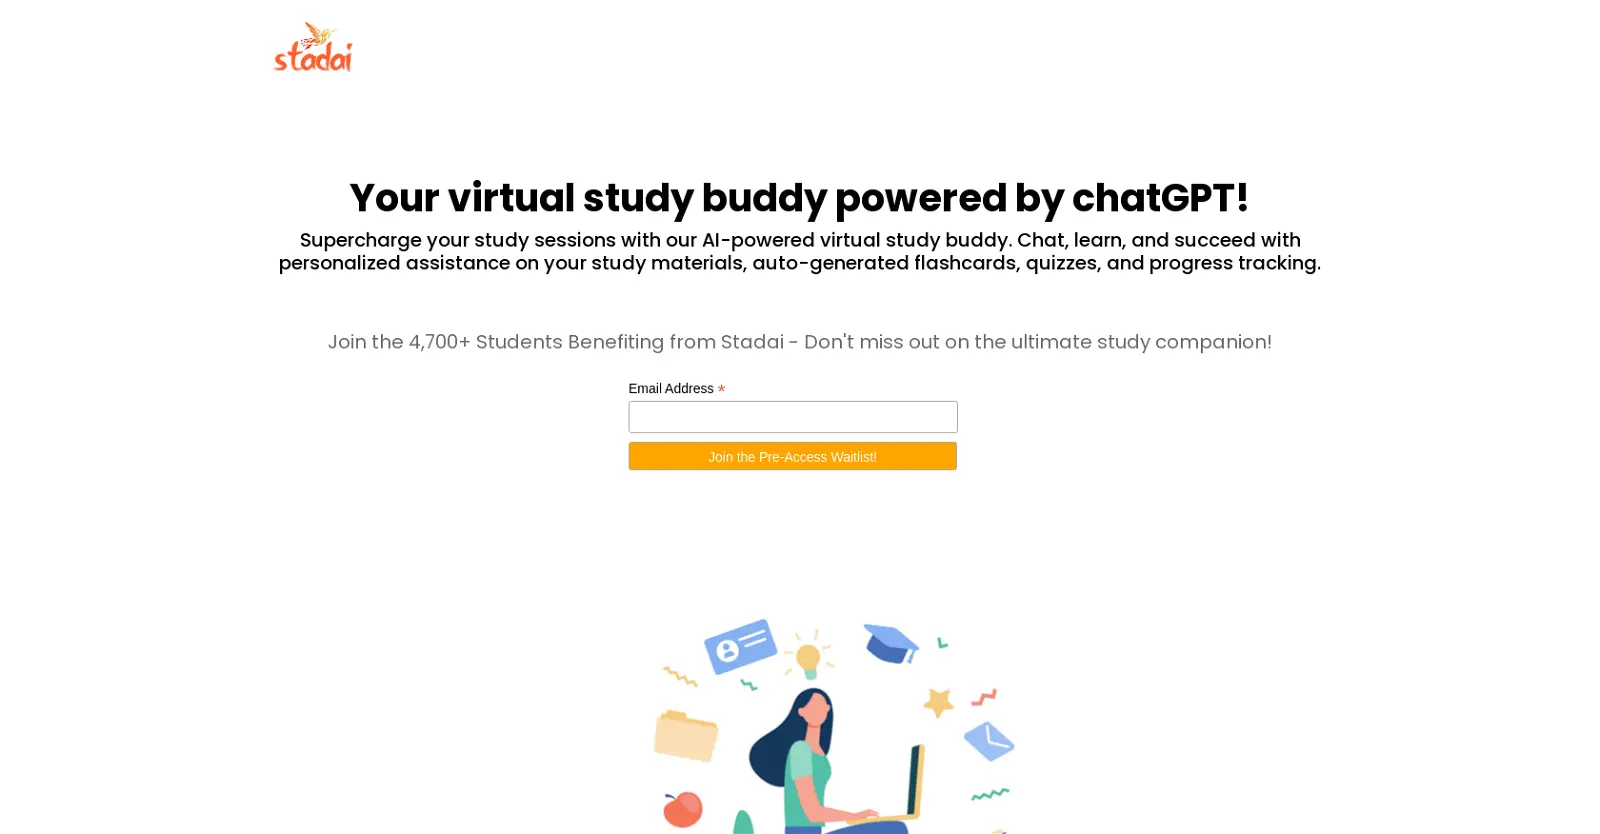 stadai
Your virtual study buddy powered by chatGPT!
Supercharge your study sessions with our AI-powered virtual study buddy. Chat, learn, and succeed with
personalized assistance on your study materials, auto-generated flashcards, quizzes, and progress tracking.
Join the 4,700+ Students Benefiting from Stadai - Don't miss out on the ultimate study companion!
Email Address *
Join the Pre-Access Waitlist!